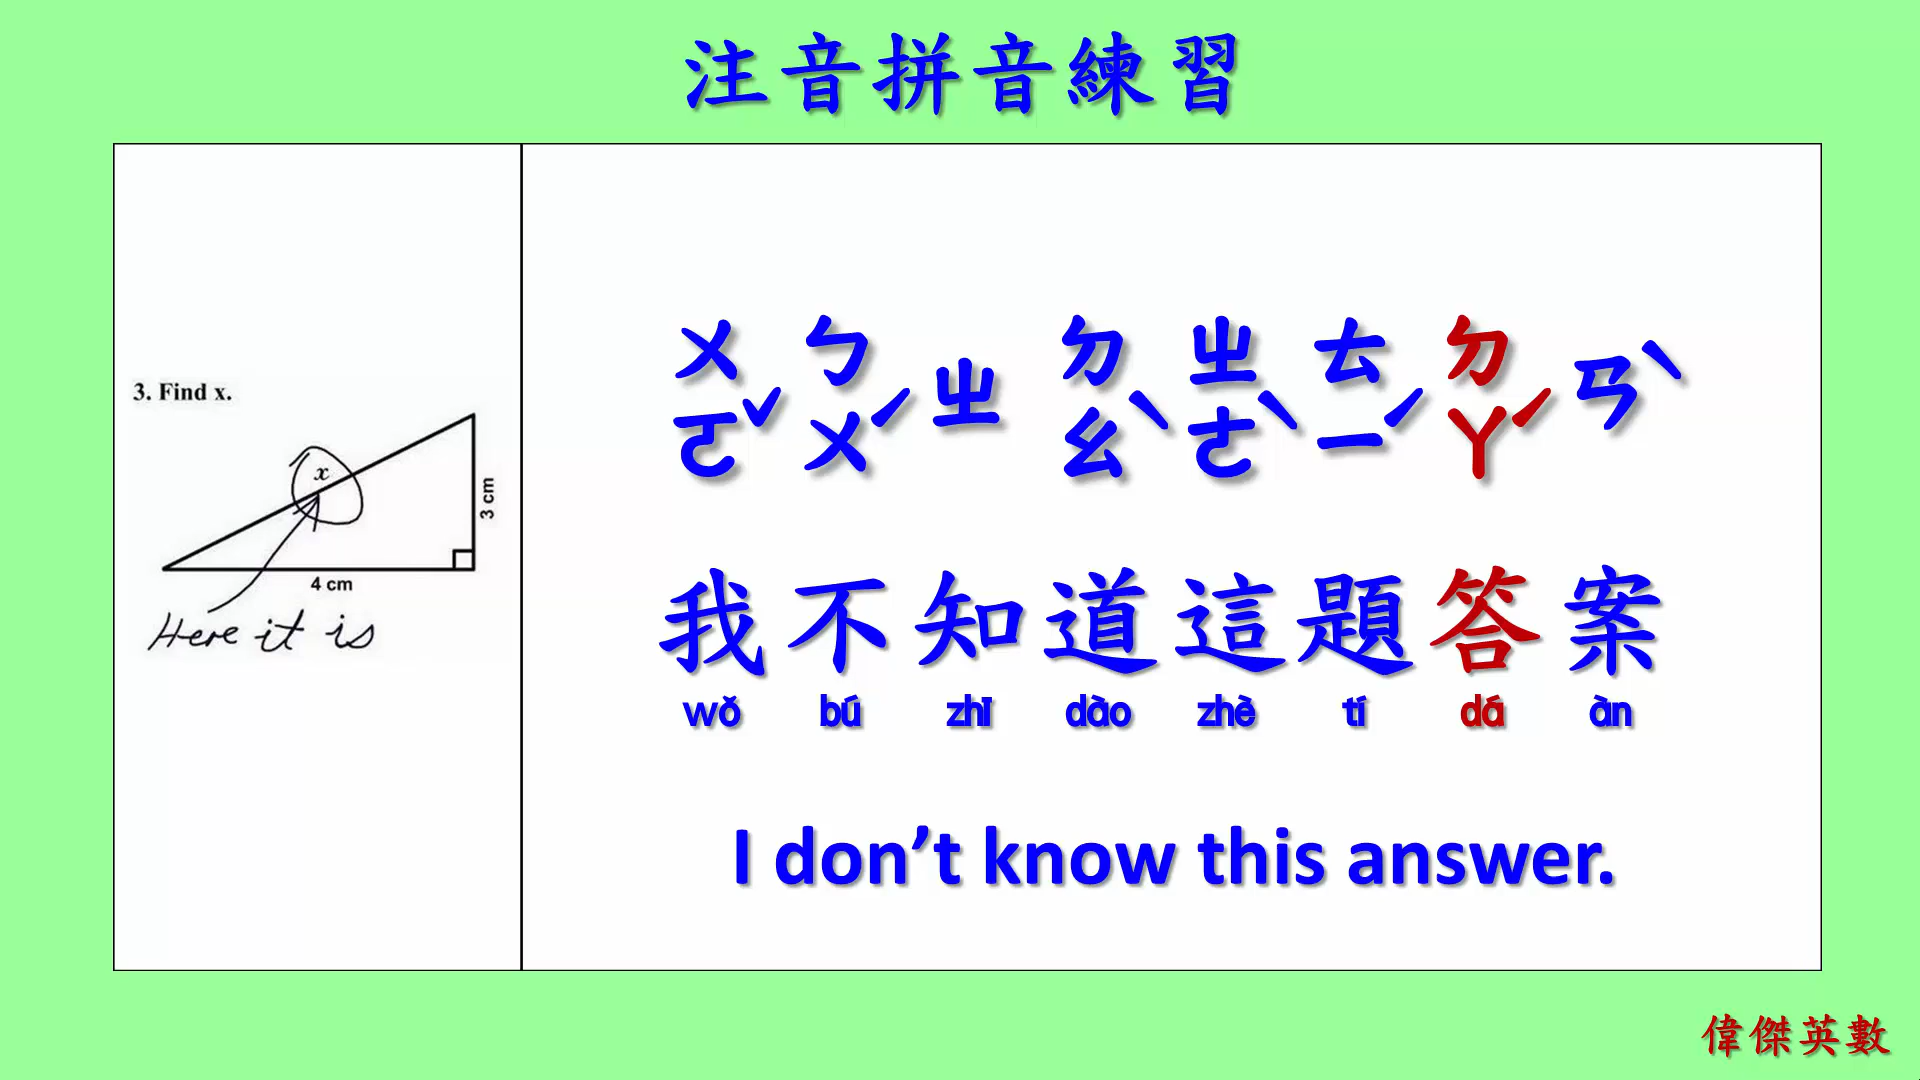 注音拼音練習
3. Find x.
x
3 cm
4 cm
Here it is
ㄨㄛˇ ㄅㄨˊ ㄓ ㄉㄠˋ ㄓㄜˋ ㄊㄧˊ ㄉㄚˊ ㄢˋ
我不知道這題答案
wǒ bú zhī dào zhè tí dá àn
I don’t know this answer.
偉傑英數